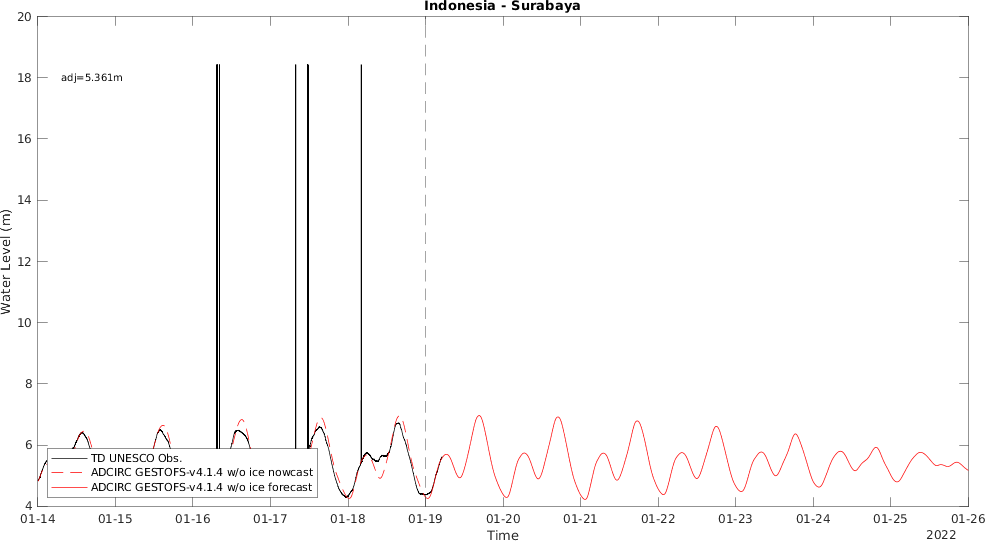 Indonesia - Surabaya
20
18
16
14
12
10
8
6
4
Water Level (m)
adj=5.361m
TD UNESCO Obs.
ADCIRC GESTOFS-v4.1.4 w/o ice nowcast
ADCIRC GESTOFS-v4.1.4 w/o ice forecast
01-14 01-15 01-16 01-17 01-18 01-19 01-20 01-21 01-22 01-23 01-24 01-25 01-26
Time
2022